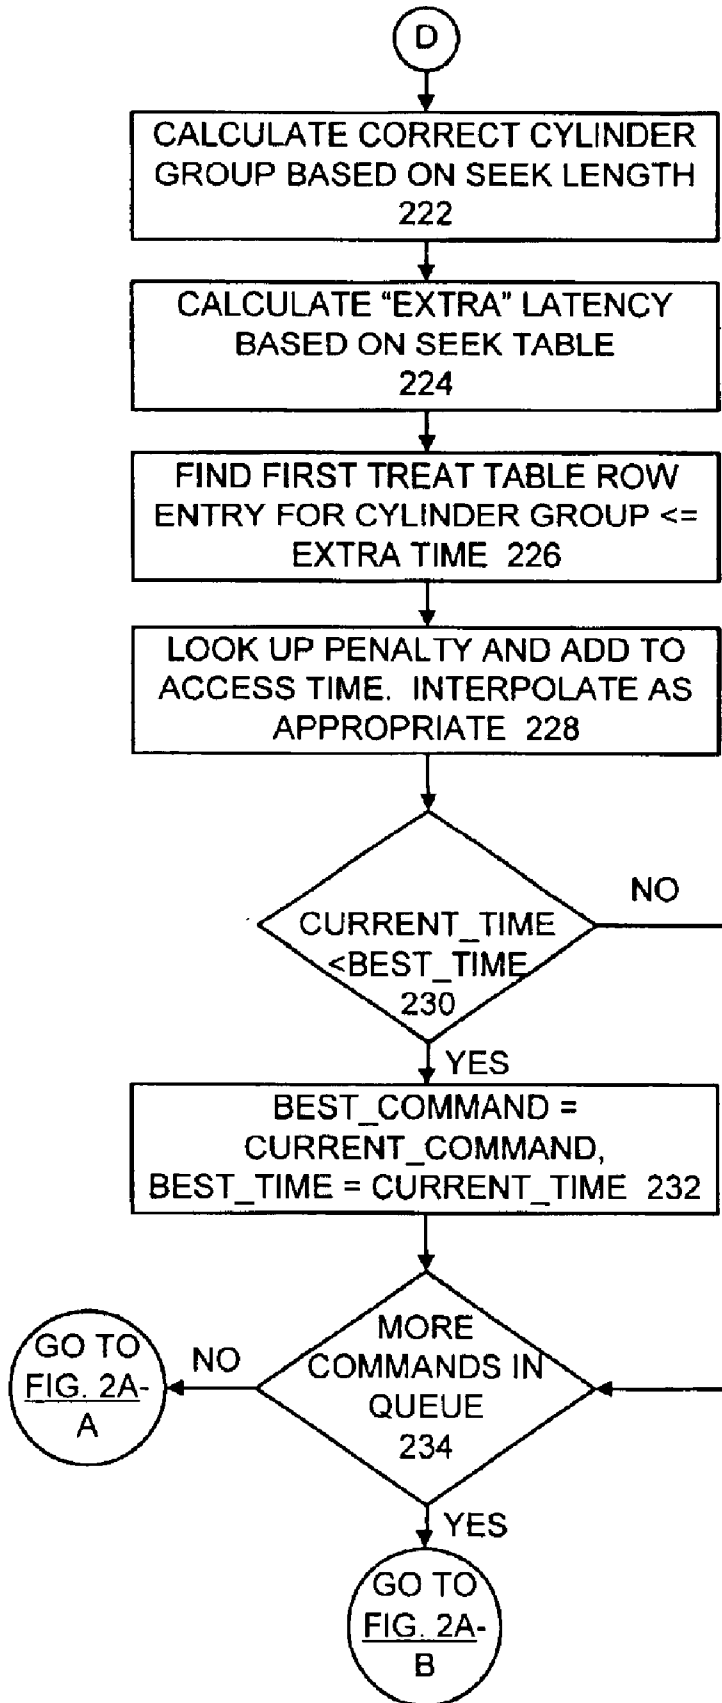 D
CALCULATE CORRECT CYLINDER
GROUP BASED ON SEEK LENGTH
222
CALCULATE “EXTRA” LATENCY
BASED ON SEEK TABLE
224
FIND FIRST TREAT TABLE ROW
ENTRY FOR CYLINDER GROUP <=
EXTRA TIME 226
LOOK UP PENALTY AND ADD TO
ACCESS TIME. INTERPOLATE AS
APPROPRIATE 228
NO
CURRENT_TIME
<BEST_TIME
230
YES
BEST_COMMAND =
CURRENT_COMMAND,
BEST_TIME = CURRENT_TIME 232
MORE
COMMANDS IN
QUEUE
234
NO
GO TO
FIG. 2A-
A
YES
GO TO
FIG. 2A-
B